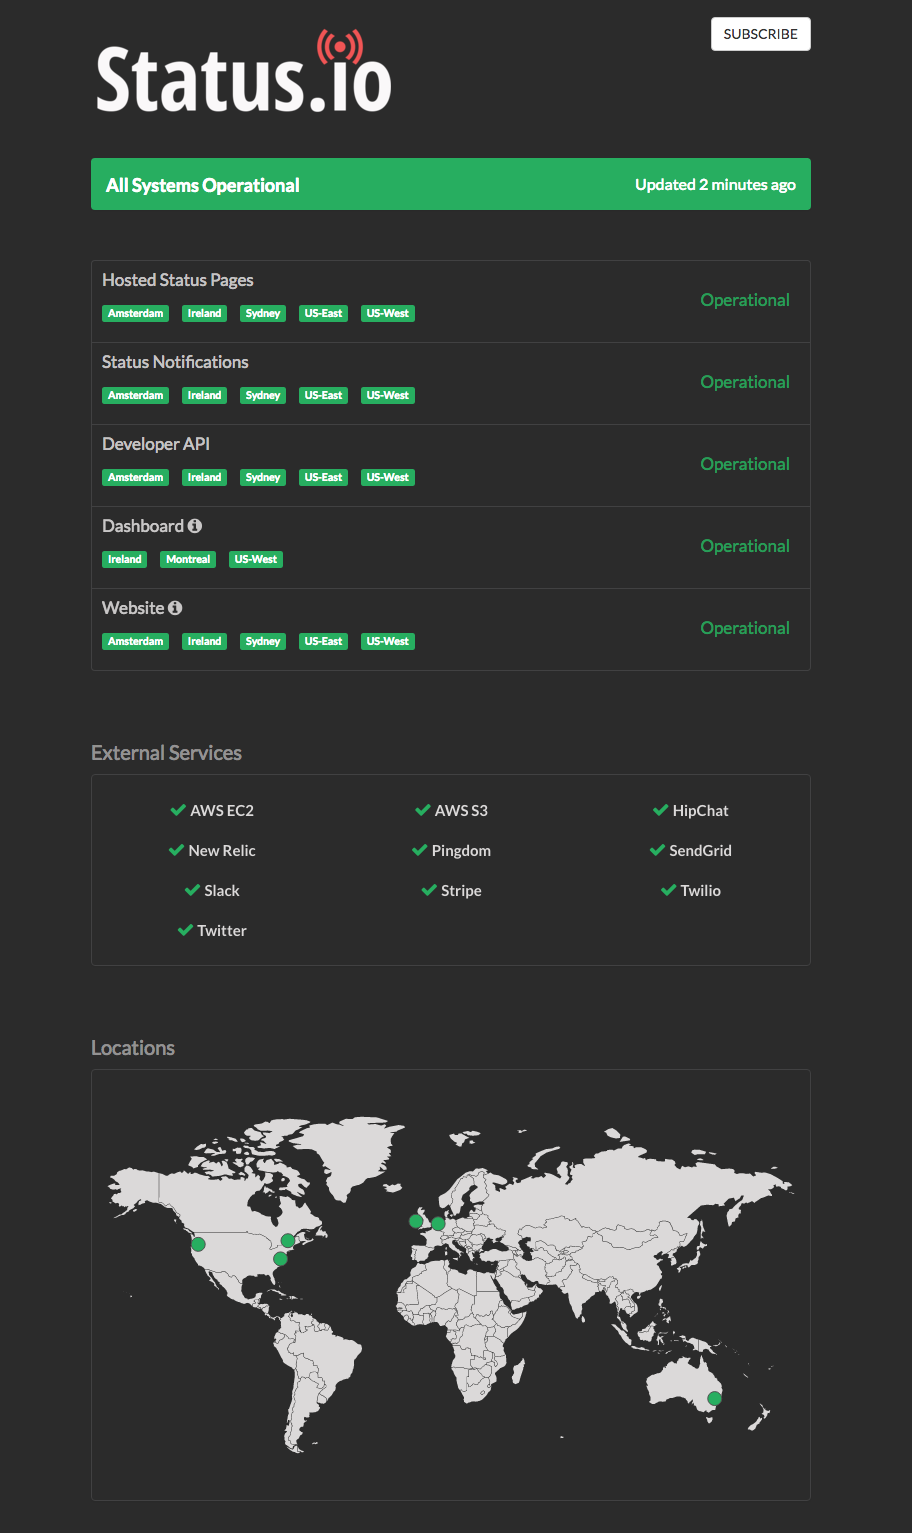 Status.io
SUBSCRIBE
All Systems Operational Updated 2 minutes ago
Hosted Status Pages
Operational
Amsterdam Ireland Sydney US-East US-West
Status Notifications
Operational
Amsterdam Ireland Sydney US-East US-West
Developer API
Operational
Amsterdam Ireland Sydney US-East US-West
Dashboard
Operational
Ireland Montreal US-West
Website
Operational
Amsterdam Ireland Sydney US-East US-West
External Services
AWS EC2 AWS S3 HipChat
New Relic Pingdom SendGrid
Slack Stripe Twilio
Twitter
Locations